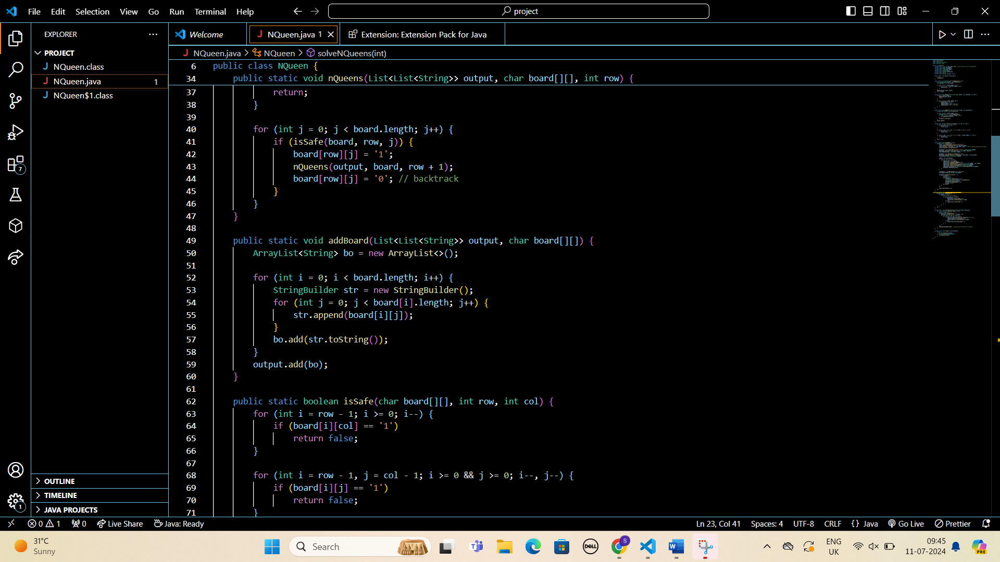 File Edit Selection View Go Run Terminal Help
project
EXPLORER
Welcome
NQueen.java 1
Extension: Extension Pack for Java
PROJECT
NQueen.class
NQueen.java 1
NQueen$1.class
NQueen.java > NQueen > solveNQueens(int)
6 public class NQueen {
34 public static void nQueens(List<List<String>> output, char board[][], int row) {
37 return;
38 }
39
40 for (int j = 0; j < board.length; j++) {
41 if (isSafe(board, row, j)) {
42 board[row][j] = '1';
43 nQueens(output, board, row + 1);
44 board[row][j] = '0'; // backtrack
45 }
46 }
47 }
48
49 public static void addBoard(List<List<String>> output, char board[][]) {
50 ArrayList<String> bo = new ArrayList<>();
51
52 for (int i = 0; i < board.length; i++) {
53 StringBuilder str = new StringBuilder();
54 for (int j = 0; j < board[i].length; j++) {
55 str.append(board[i][j]);
56 }
57 bo.add(str.toString());
58 }
59 output.add(bo);
60 }
61
62 public static boolean isSafe(char board[][], int row, int col) {
63 for (int i = row - 1; i >= 0; i--) {
64 if (board[i][col] == '1')
65 return false;
66 }
67
68 for (int i = row - 1, j = col - 1; i >= 0 && j >= 0; i--, j--) {
69 if (board[i][j] == '1')
70 return false;
71 }
7
1
OUTLINE
TIMELINE
JAVA PROJECTS
0 1 0 Live Share Java: Ready
Ln 23, Col 41 Spaces: 4 UTF-8 CRLF {} Java Go Live Prettier
31°C
Sunny
Search
DELL
S
W
PRE
ENG
UK
09:45
11-07-2024